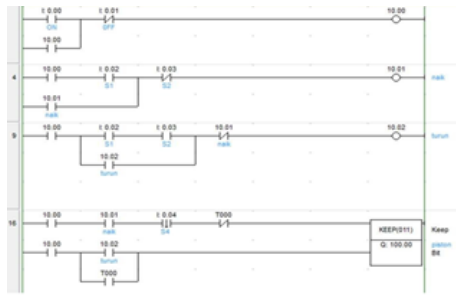 I: 0.00 I: 0.01 10.00
ON OFF
10.00
4 10.00 I: 0.02 I: 0.03 10.01
S1 S2 naik
10.01
naik
9 10.00 I: 0.02 I: 0.03 10.01 10.02
S1 S2 naik turun
10.02
turun
16 10.00 10.01 I: 0.04 T000
naik S4
KEEP(011) Keep
10.00 10.02 Q: 100.00 piston
turun Bit
T000